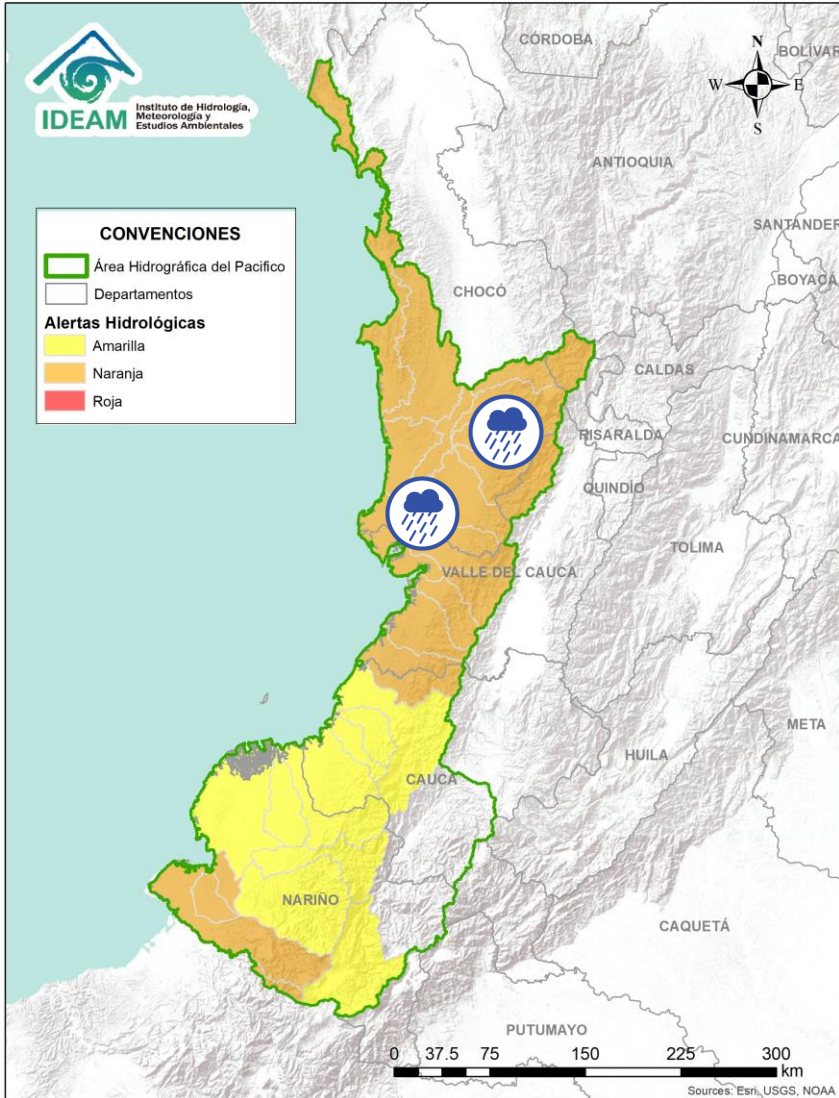 IDEAM
Instituto de Hidrología,
Meteorología y
Estudios Ambientales
CONVENCIONES
Área Hidrográfica del Pacifico
Departamentos
Alertas Hidrológicas
Amarilla
Naranja
Roja
N
W
E
S
CÓRDOBA
BOLÍVAR
ANTIOQUIA
SANTANDER
BOYACÁ
CHOCÓ
CALDAS
RISARALDA
CUNDINAMARCA
QUINDÍO
TOLIMA
VALLE DEL CAUCA
META
HUILA
CAUCA
NARIÑO
CAQUETÁ
PUTUMAYO
0 37.5 75 150 225 300
km
Sources: Esri, USGS, NOAA